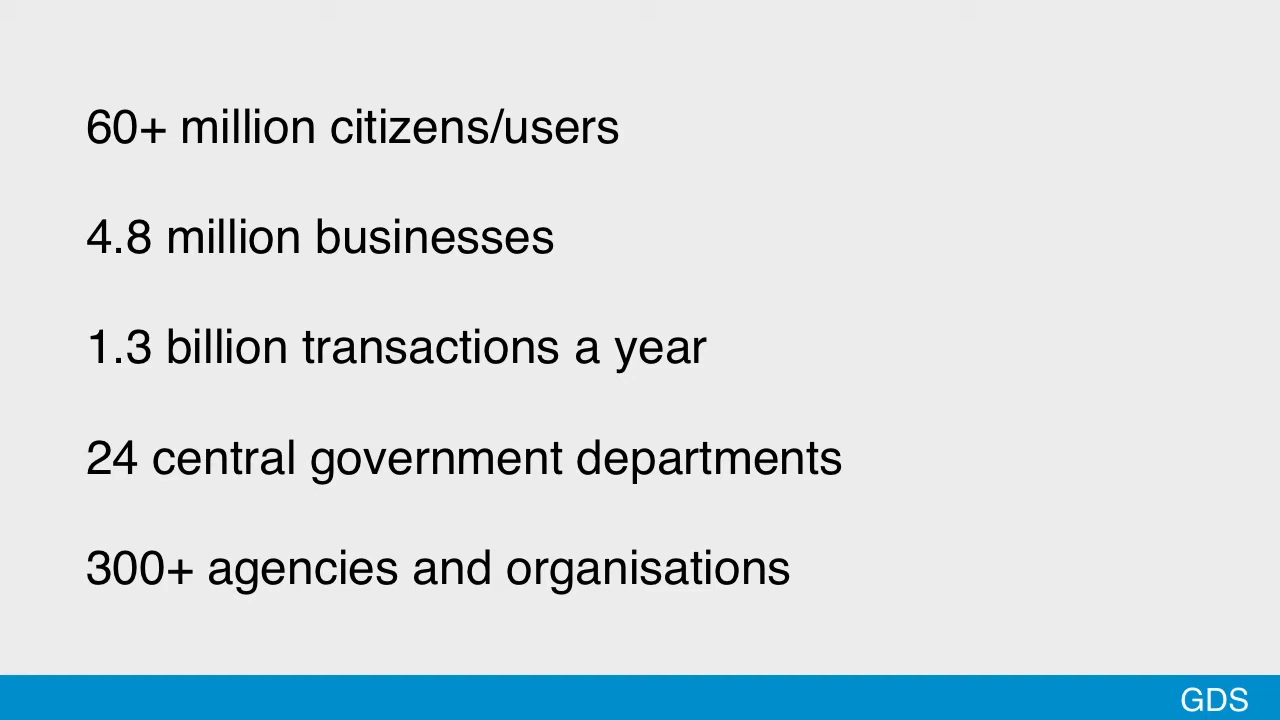 60+ million citizens/users
4.8 million businesses
1.3 billion transactions a year
24 central government departments
300+ agencies and organisations
GDS